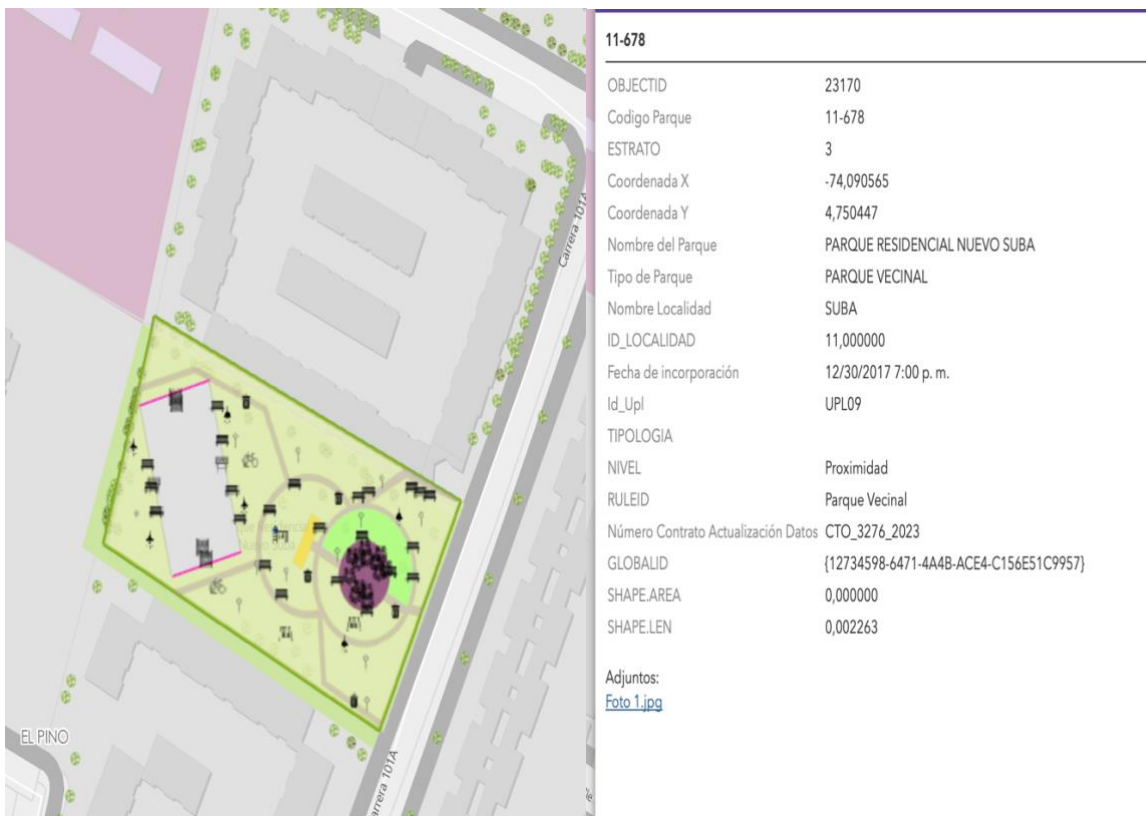 Carrera 101A
Nuevo Suba
EL PINO
Carrera 101A
11-678
OBJECTID 23170
Codigo Parque 11-678
ESTRATO 3
Coordenada X -74,090565
Coordenada Y 4,750447
Nombre del Parque PARQUE RESIDENCIAL NUEVO SUBA
Tipo de Parque PARQUE VECINAL
Nombre Localidad SUBA
ID_LOCALIDAD 11,000000
Fecha de incorporación 12/30/2017 7:00 p. m.
Id_Upl UPL09
TIPOLOGIA
NIVEL Proximidad
RULEID Parque Vecinal
Número Contrato Actualización Datos CTO_3276_2023
GLOBALID {12734598-6471-4A4B-ACE4-C156E51C9957}
SHAPE.AREA 0,000000
SHAPE.LEN 0,002263
Adjuntos:
Foto 1.jpg